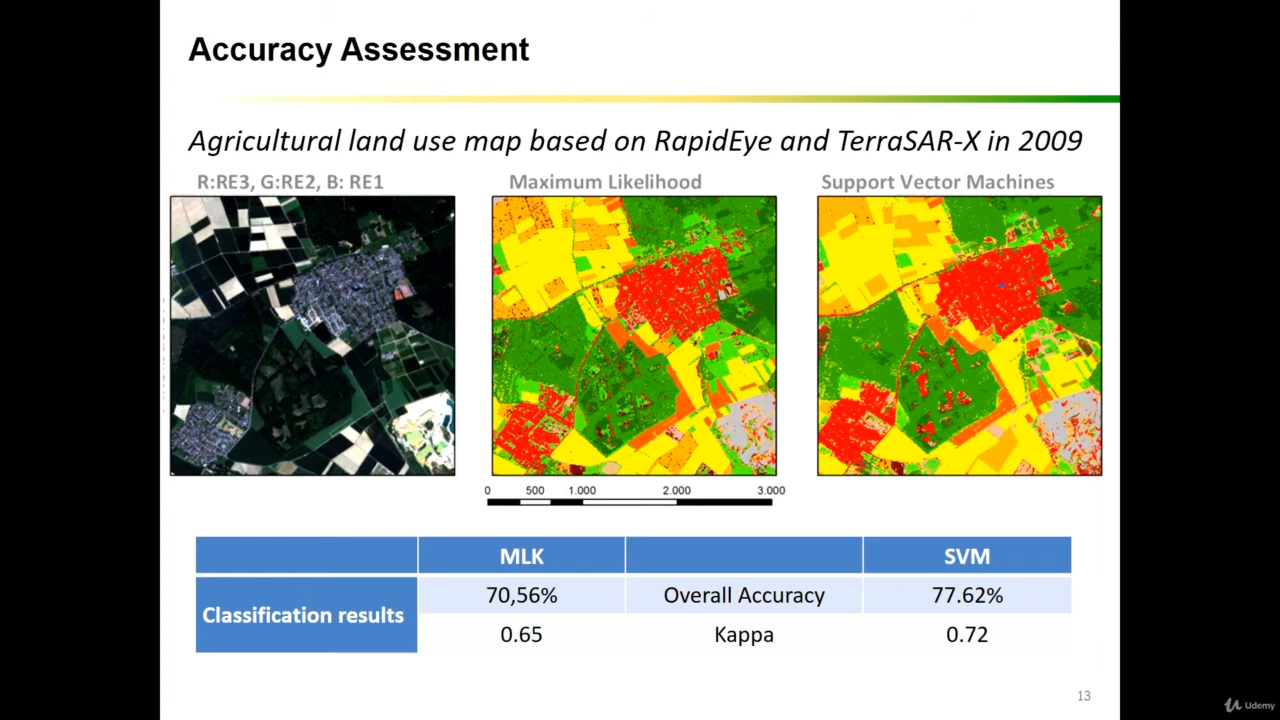 Accuracy Assessment
Agricultural land use map based on RapidEye and TerraSAR-X in 2009
R:RE3, G:RE2, B: RE1
Maximum Likelihood
Support Vector Machines
0 500 1.000 2.000 3.000
MLK SVM
Classification results
70,56% Overall Accuracy 77.62%
0.65 Kappa 0.72
13
Udemy